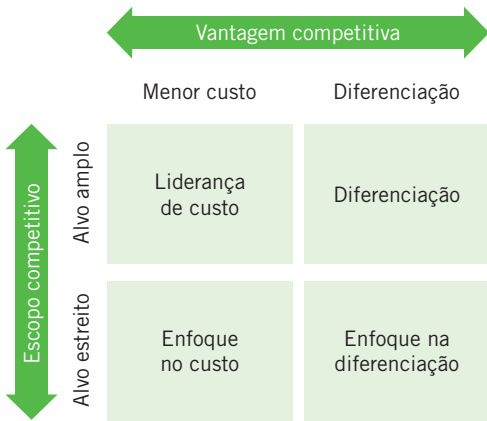 Vantagem competitiva
Menor custo
Diferenciação
Escopo competitivo
Alvo amplo
Liderança
de custo
Diferenciação
Alvo estreito
Enfoque
no custo
Enfoque na
diferenciação